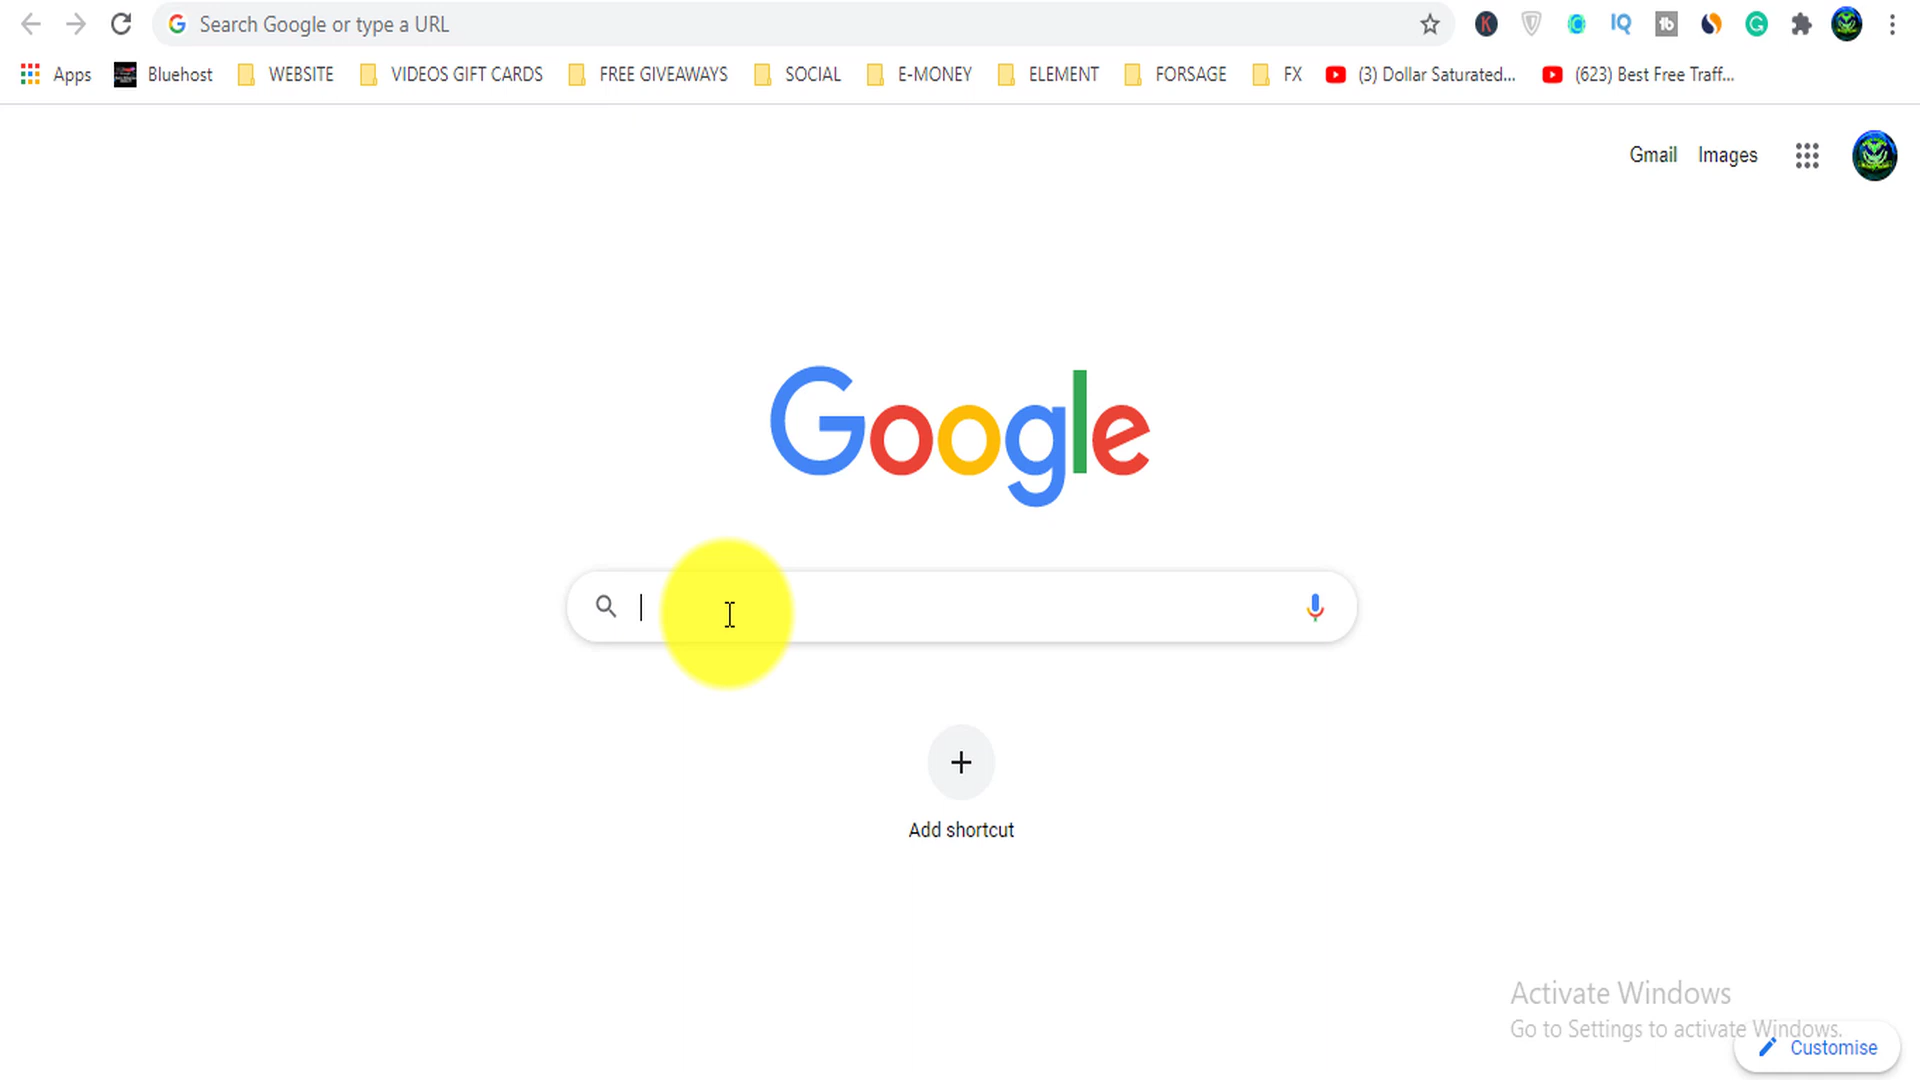 Search Google or type a URL
K IQ tb G
Apps Bluehost WEBSITE VIDEOS GIFT CARDS FREE GIVEAWAYS SOCIAL E-MONEY ELEMENT FORSAGE FX (3) Dollar Saturated... (623) Best Free Traff...
Gmail Images
Google
Add shortcut
Activate Windows
Go to Settings to activate Windows.
Customise